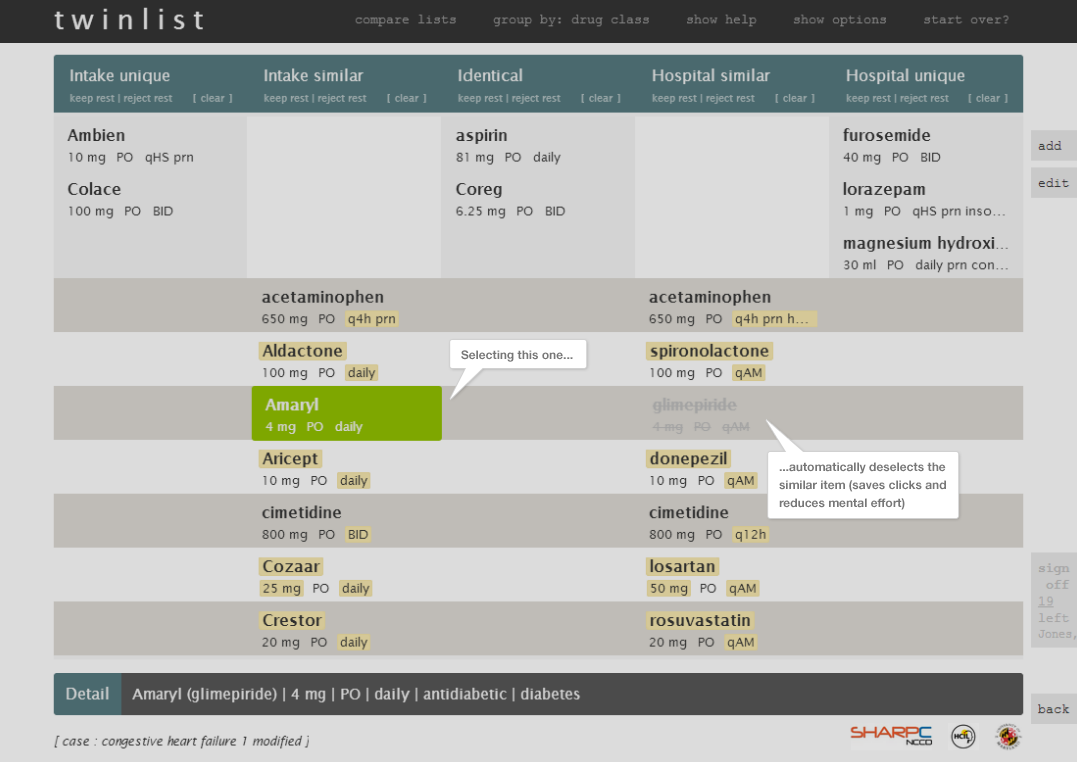 twinlist compare lists group by: drug class show help show options start over?
Intake unique Intake similar Identical Hospital similar Hospital unique
keep rest | reject rest [ clear ] keep rest | reject rest [ clear ] keep rest | reject rest [ clear ] keep rest | reject rest [ clear ] keep rest | reject rest [ clear ]
Ambien aspirin furosemide
10 mg PO qHS prn 81 mg PO daily 40 mg PO BID
add
Colace Coreg lorazepam
edit
100 mg PO BID 6.25 mg PO BID 1 mg PO qHS prn inso...
magnesium hydroxi...
30 ml PO daily prn con...
acetaminophen acetaminophen
650 mg PO q4h prn 650 mg PO q4h prn h...
Aldactone spironolactone
Selecting this one...
100 mg PO daily 100 mg PO qAM
Amaryl glimepiride
4 mg PO daily 4 mg PO qAM
Aricept donepezil
10 mg PO daily 10 mg PO qAM
...automatically deselects the
similar item (saves clicks and
reduces mental effort)
cimetidine cimetidine
800 mg PO BID 800 mg PO q12h
Cozaar losartan
25 mg PO daily 50 mg PO qAM
Crestor rosuvastatin
20 mg PO daily 20 mg PO qAM
sign
off
19
left
Jones,
Detail Amaryl (glimepiride) | 4 mg | PO | daily | antidiabetic | diabetes
back
[ case : congestive heart failure 1 modified ]
SHARPC
NCCD
HCIL